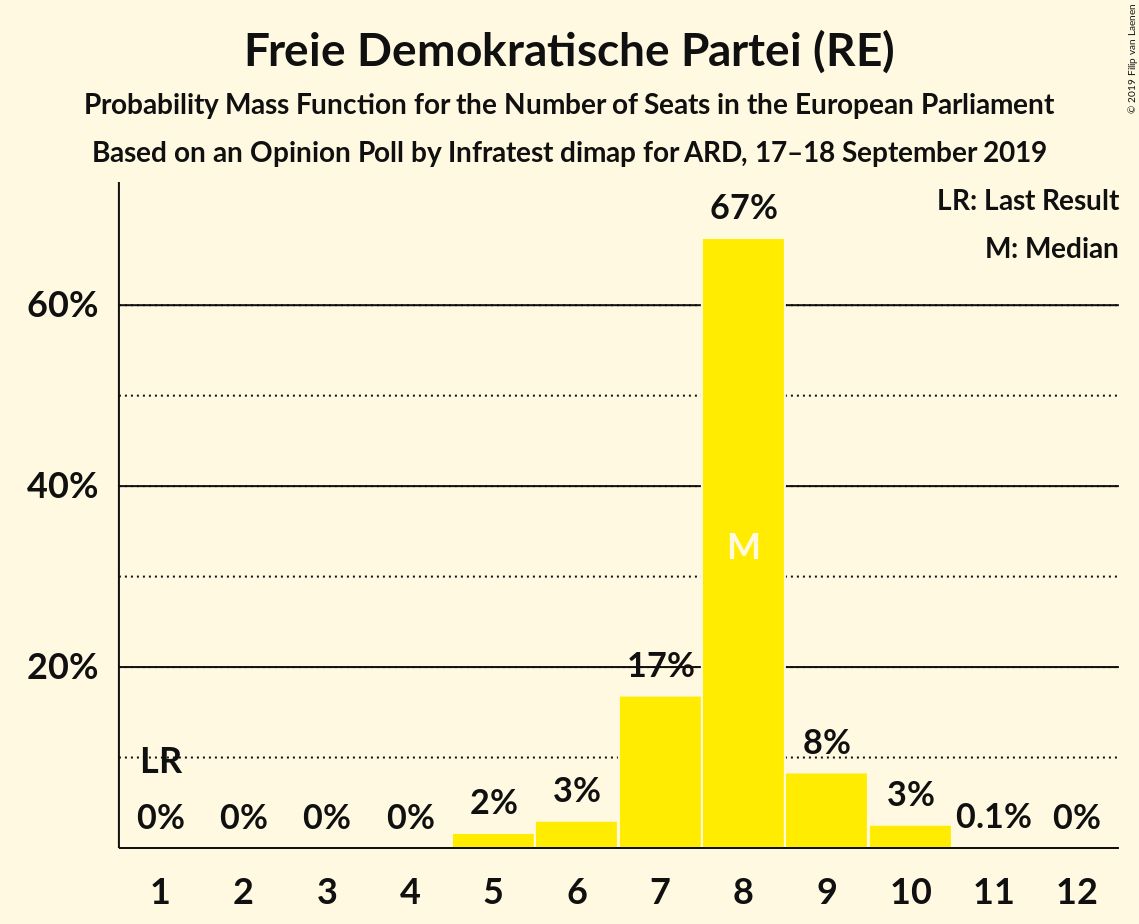 Freie Demokratische Partei (RE)
Probability Mass Function for the Number of Seats in the European Parliament
Based on an Opinion Poll by Infratest dimap for ARD, 17–18 September 2019
© 2019 Filip van Laenen
LR: Last Result
M: Median
67%
60%
40%
M
20%
17%
LR
8%
0%
0%
0%
0%
2%
3%
3%
0.1%
0%
1 2 3 4 5 6 7 8 9 10 11 12